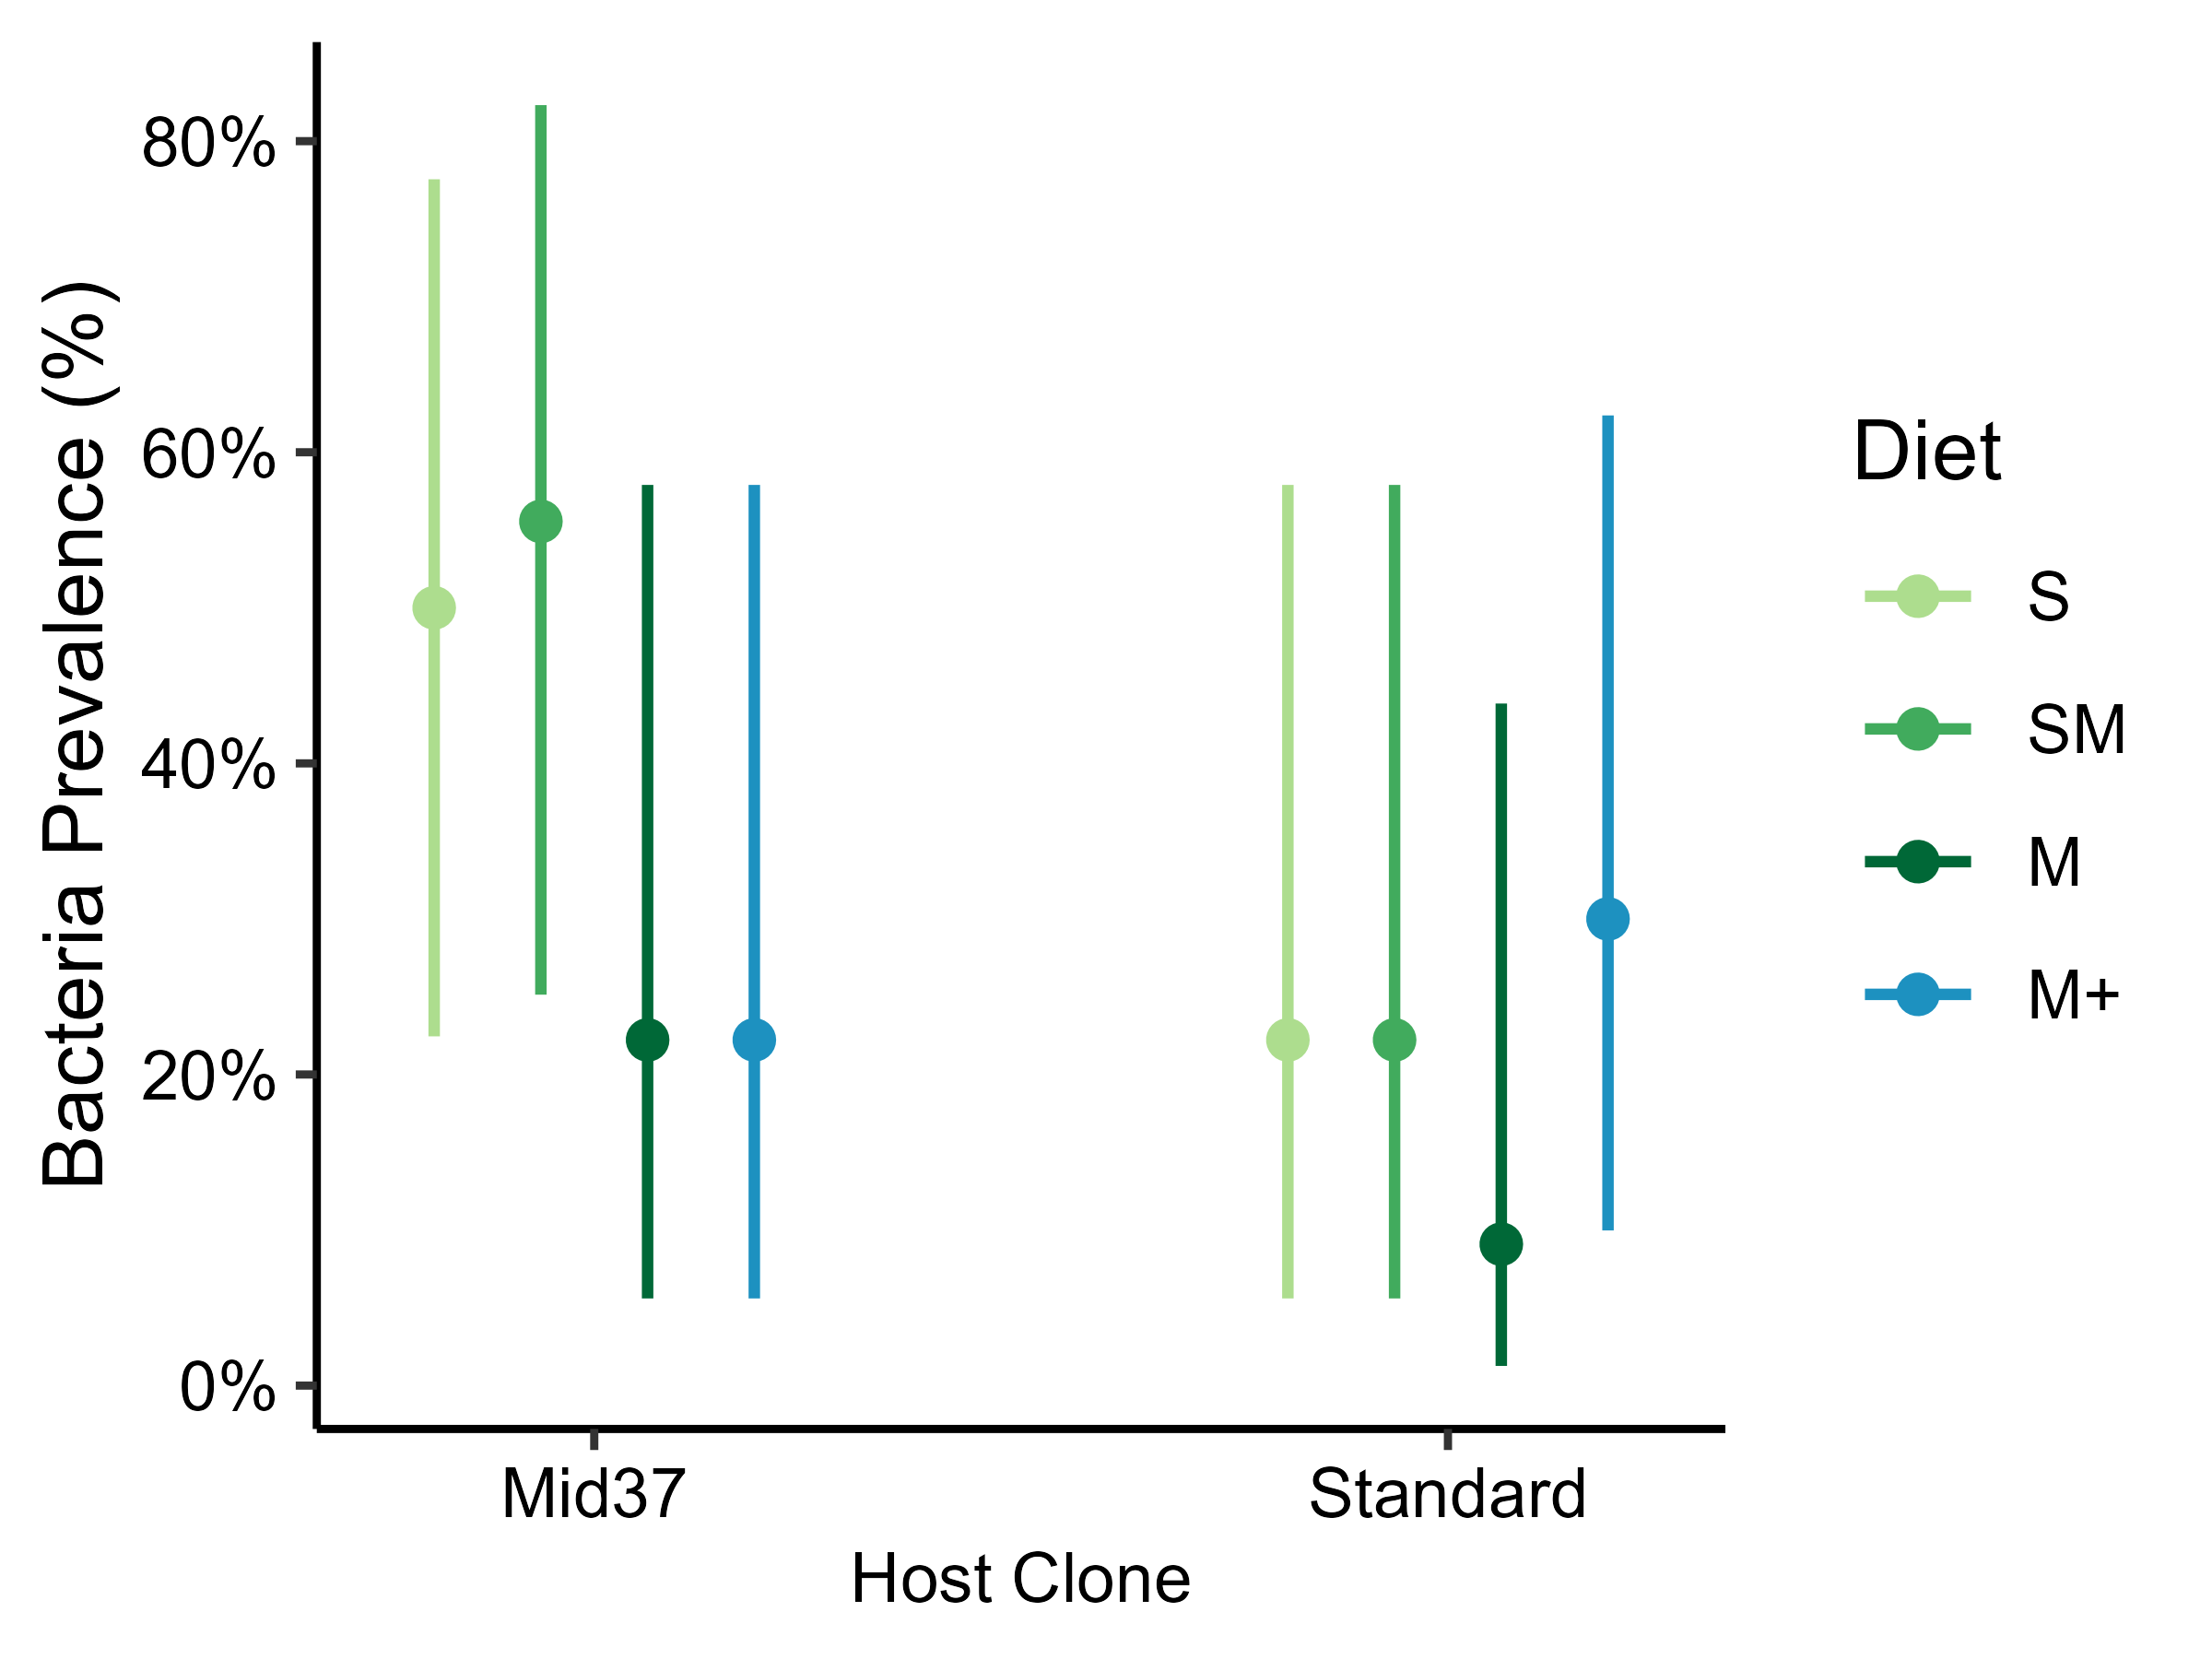 Bacteria Prevalence (%)
80%
60%
40%
20%
0%
Mid37
Standard
Host Clone
Diet
S
SM
M
M+